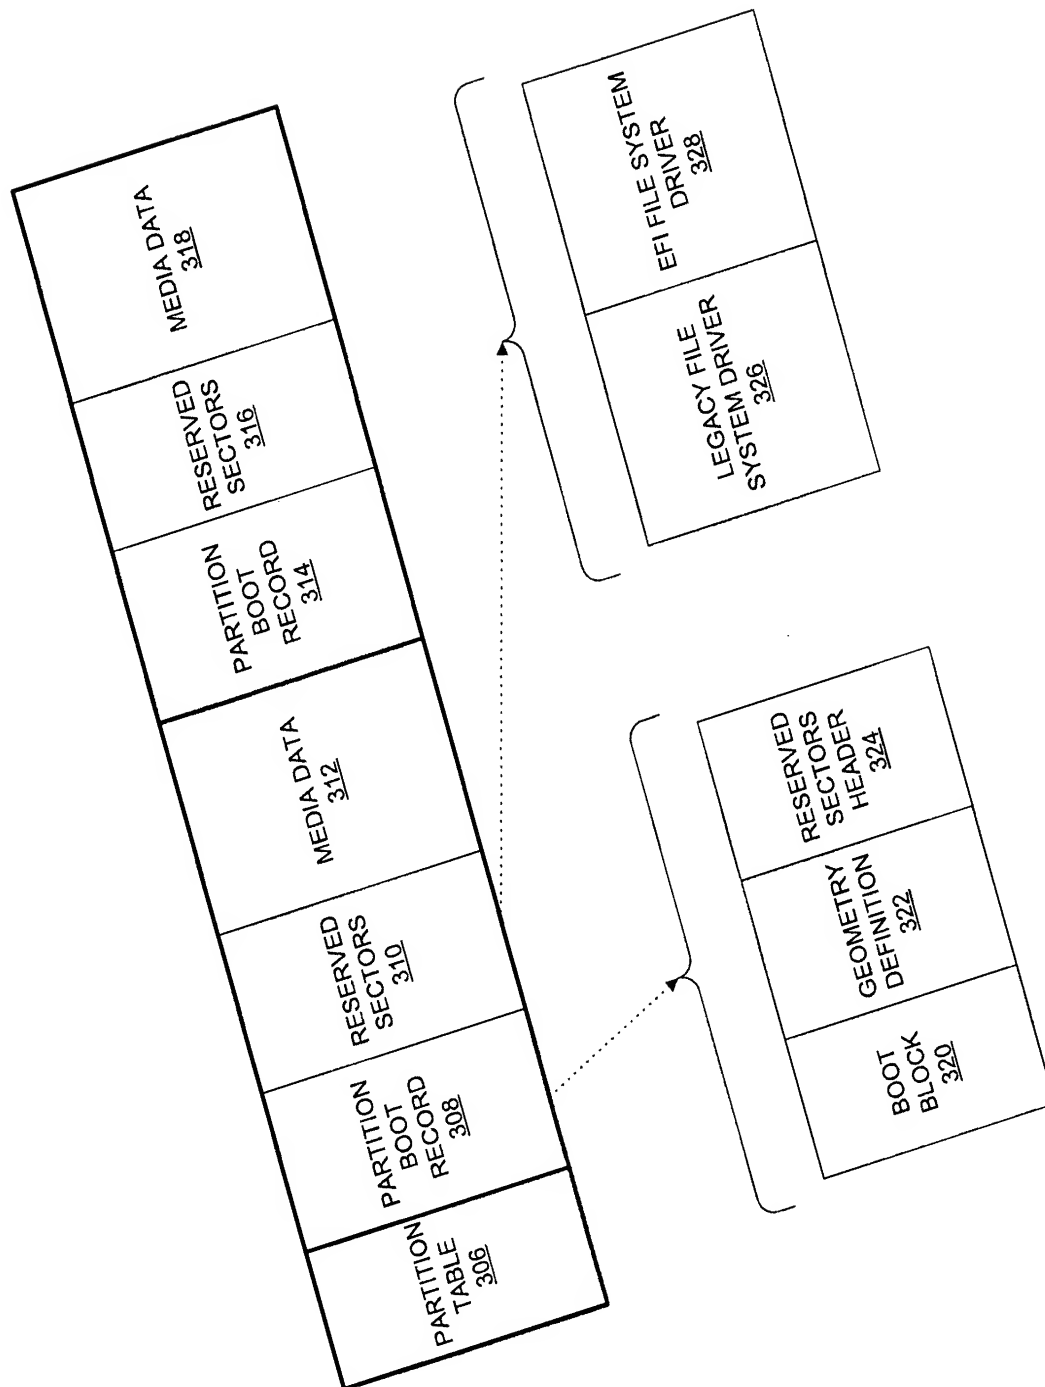 PARTITION
TABLE
306
PARTITION
BOOT
RECORD
308
RESERVED
SECTORS
310
MEDIA DATA
312
PARTITION
BOOT
RECORD
314
RESERVED
SECTORS
316
MEDIA DATA
318
BOOT
BLOCK
320
GEOMETRY
DEFINITION
322
RESERVED
SECTORS
HEADER
324
LEGACY FILE
SYSTEM DRIVER
326
EFI FILE SYSTEM
DRIVER
328